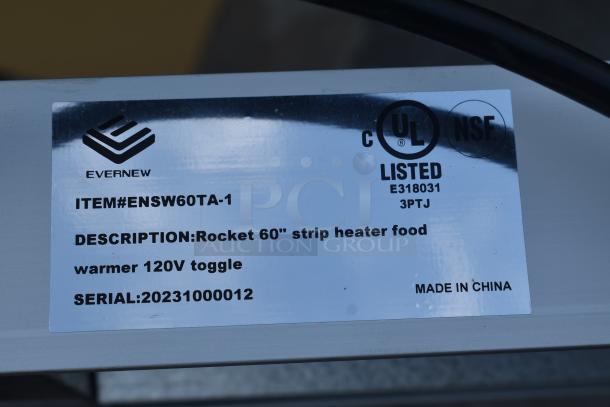 EVERNEW
C UL NSF
LISTED
E318031
3PTJ
ITEM#ENSW60TA-1
DESCRIPTION:Rocket 60" strip heater food
warmer 120V toggle
SERIAL:20231000012
MADE IN CHINA
PCI
AUCTION GROUP